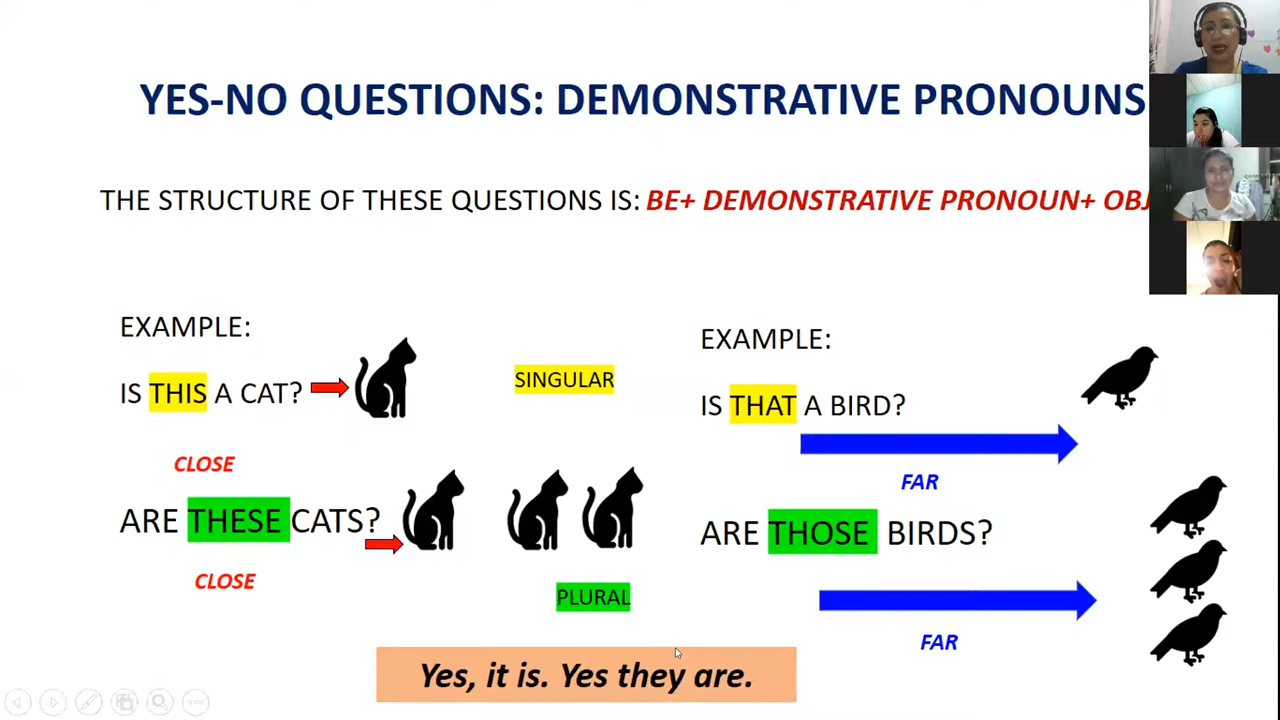 YES-NO QUESTIONS: DEMONSTRATIVE PRONOUNS
THE STRUCTURE OF THESE QUESTIONS IS: BE+ DEMONSTRATIVE PRONOUN+
EXAMPLE:
IS THIS A CAT?
SINGULAR
CLOSE
ARE THESE CATS?
CLOSE
PLURAL
EXAMPLE:
IS THAT A BIRD?
FAR
ARE THOSE BIRDS?
FAR
Yes, it is. Yes they are.